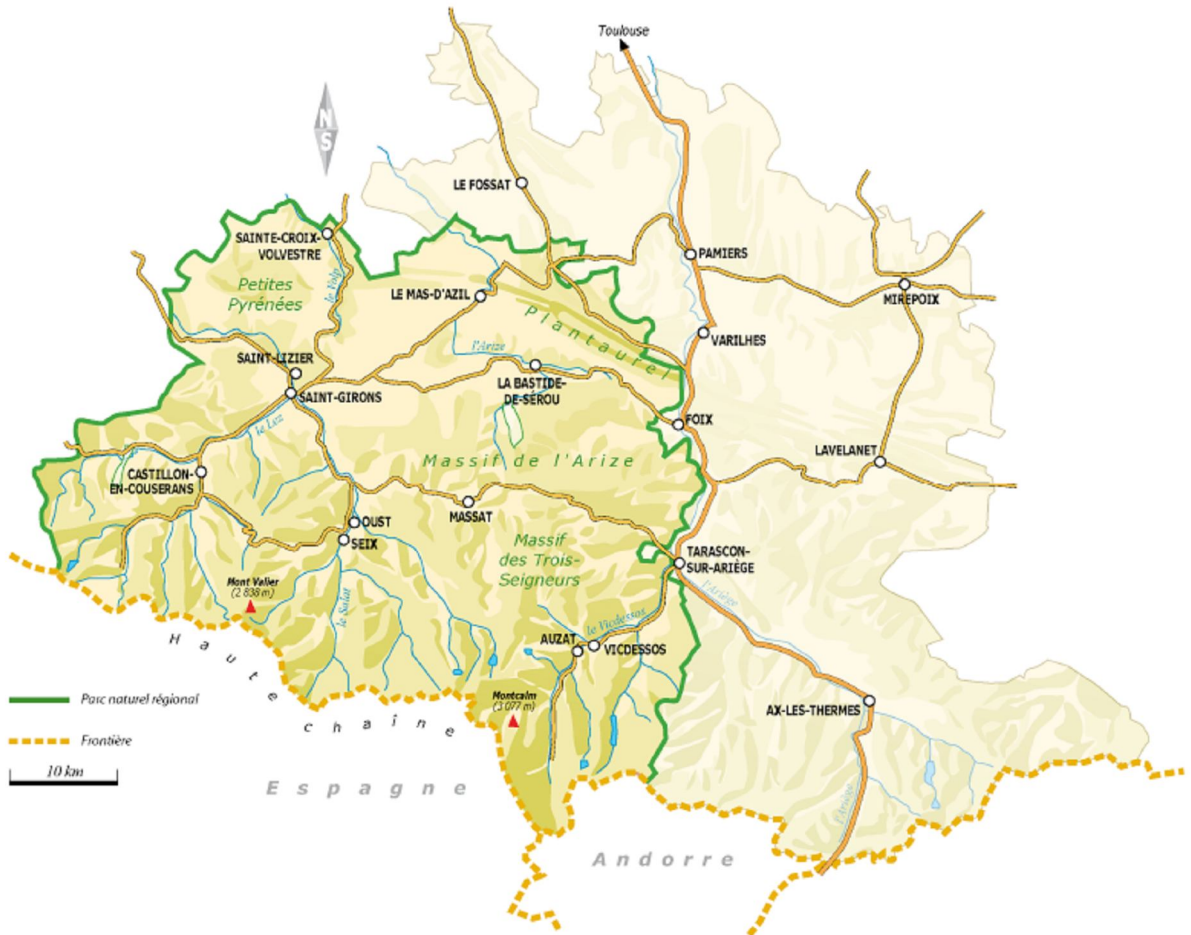 Toulouse
N
S
LE FOSSAT
SAINTE-CROIX-
VOLVESTRE
PAMIERS
le Volp
Petites
Pyrénées
LE MAS-D'AZIL
MIREPOIX
Plantaurel
VARILHES
l'Arize
SAINT-LIZIER
LA BASTIDE-
DE-SÉROU
SAINT-GIRONS
FOIX
le Lez
LAVELANET
Massif de l'Arize
CASTILLON-
EN-COUSERANS
MASSAT
OUST
SEIX
Massif
des Trois-
Seigneurs
TARASCON-
SUR-ARIÈGE
l'Ariège
Mont Valier
(2 838 m)
le Salat
le Vicdessos
AUZAT
VICDESSOS
Haute chaîne
Montcalm
(3 077 m)
Parc naturel régional
AX-LES-THERMES
Frontière
10 km
Espagne
l'Ariège
Andorre